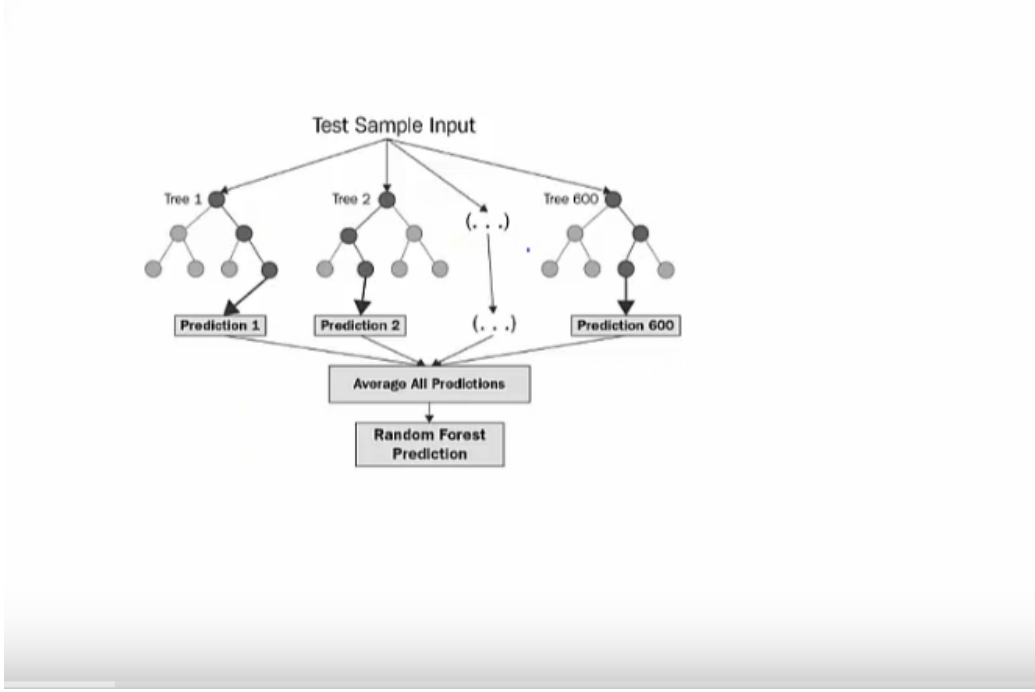 Test Sample Input
Tree 1
Tree 2
Tree 600
(. . .)
Prediction 1
Prediction 2
(. . .)
Prediction 600
Average All Predictions
Random Forest
Prediction